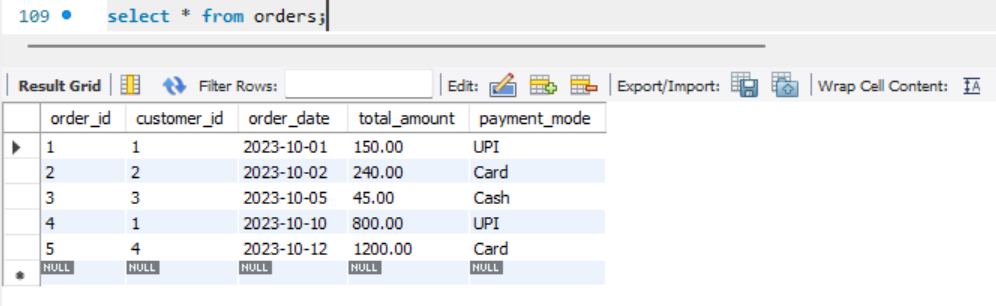 109 select * from orders;
Result Grid Filter Rows: Edit: Export/Import: Wrap Cell Content: IA
order_id customer_id order_date total_amount payment_mode
1 1 2023-10-01 150.00 UPI
2 2 2023-10-02 240.00 Card
3 3 2023-10-05 45.00 Cash
4 1 2023-10-10 800.00 UPI
5 4 2023-10-12 1200.00 Card
NULL NULL NULL NULL NULL